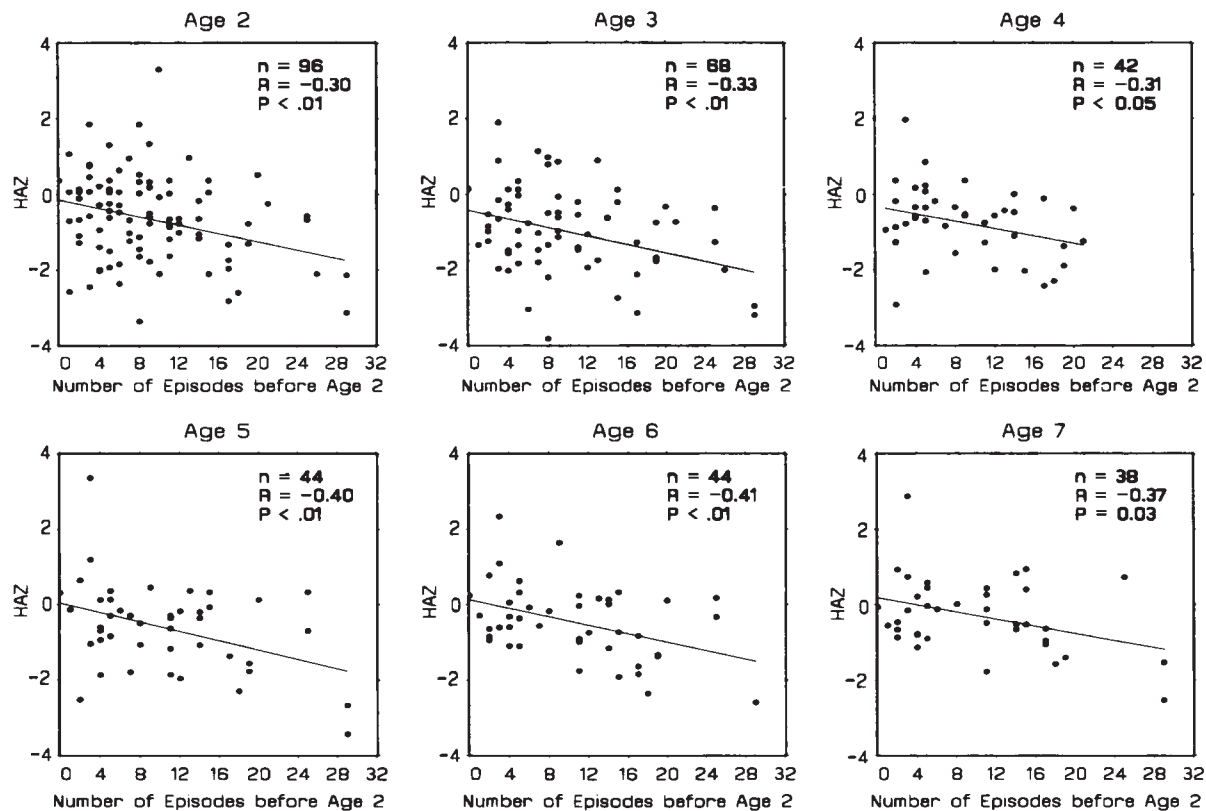 Age 2
4
2
0
-2
-4
HAZ
n = 96
R = -0.30
P < .01
0 4 8 12 16 20 24 28 32
Number of Episodes before Age 2
Age 3
4
2
0
-2
-4
HAZ
n = 68
R = -0.33
P < .01
0 4 8 12 16 20 24 28 32
Number of Episodes before Age 2
Age 4
4
2
0
-2
-4
HAZ
n = 42
R = -0.31
P < 0.05
0 4 8 12 16 20 24 28 32
Number of Episodes before Age 2
Age 5
4
2
0
-2
-4
HAZ
n = 44
R = -0.40
P < .01
0 4 8 12 16 20 24 28 32
Number of Episodes before Age 2
Age 6
4
2
0
-2
-4
HAZ
n = 44
R = -0.41
P < .01
0 4 8 12 16 20 24 28 32
Number of Episodes before Age 2
Age 7
4
2
0
-2
-4
HAZ
n = 38
R = -0.37
P = 0.03
0 4 8 12 16 20 24 28 32
Number of Episodes before Age 2